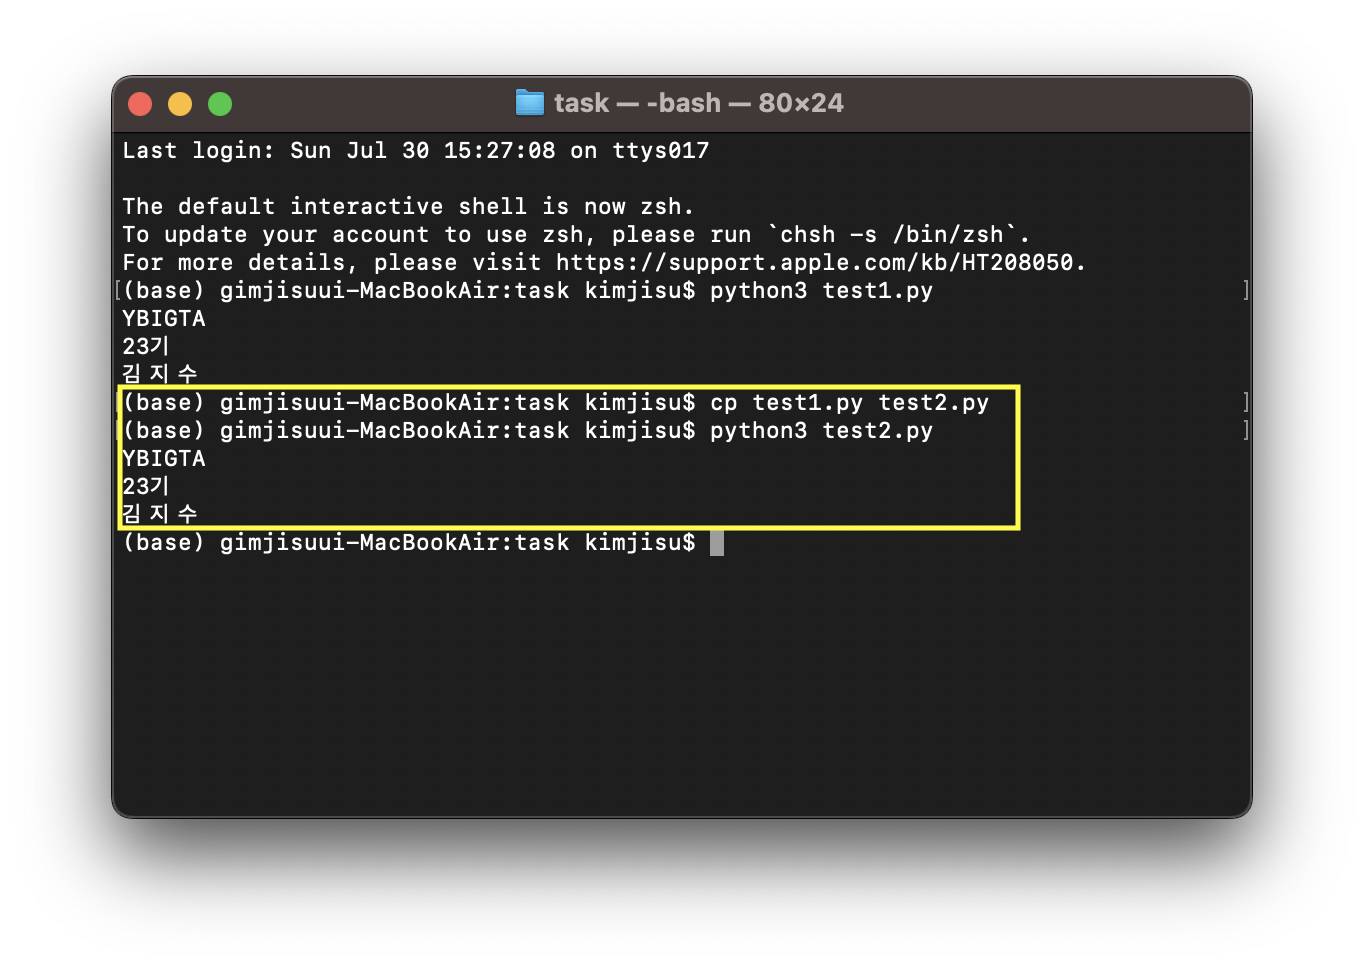 task — -bash — 80×24
Last login: Sun Jul 30 15:27:08 on ttys017
The default interactive shell is now zsh.
To update your account to use zsh, please run `chsh -s /bin/zsh`.
For more details, please visit https://support.apple.com/kb/HT208050.
[(base) gimjisuui-MacBookAir:task kimjisu$ python3 test1.py ]
YBIGTA
23기
김지수
[(base) gimjisuui-MacBookAir:task kimjisu$ cp test1.py test2.py ]
[(base) gimjisuui-MacBookAir:task kimjisu$ python3 test2.py ]
YBIGTA
23기
김지수
(base) gimjisuui-MacBookAir:task kimjisu$